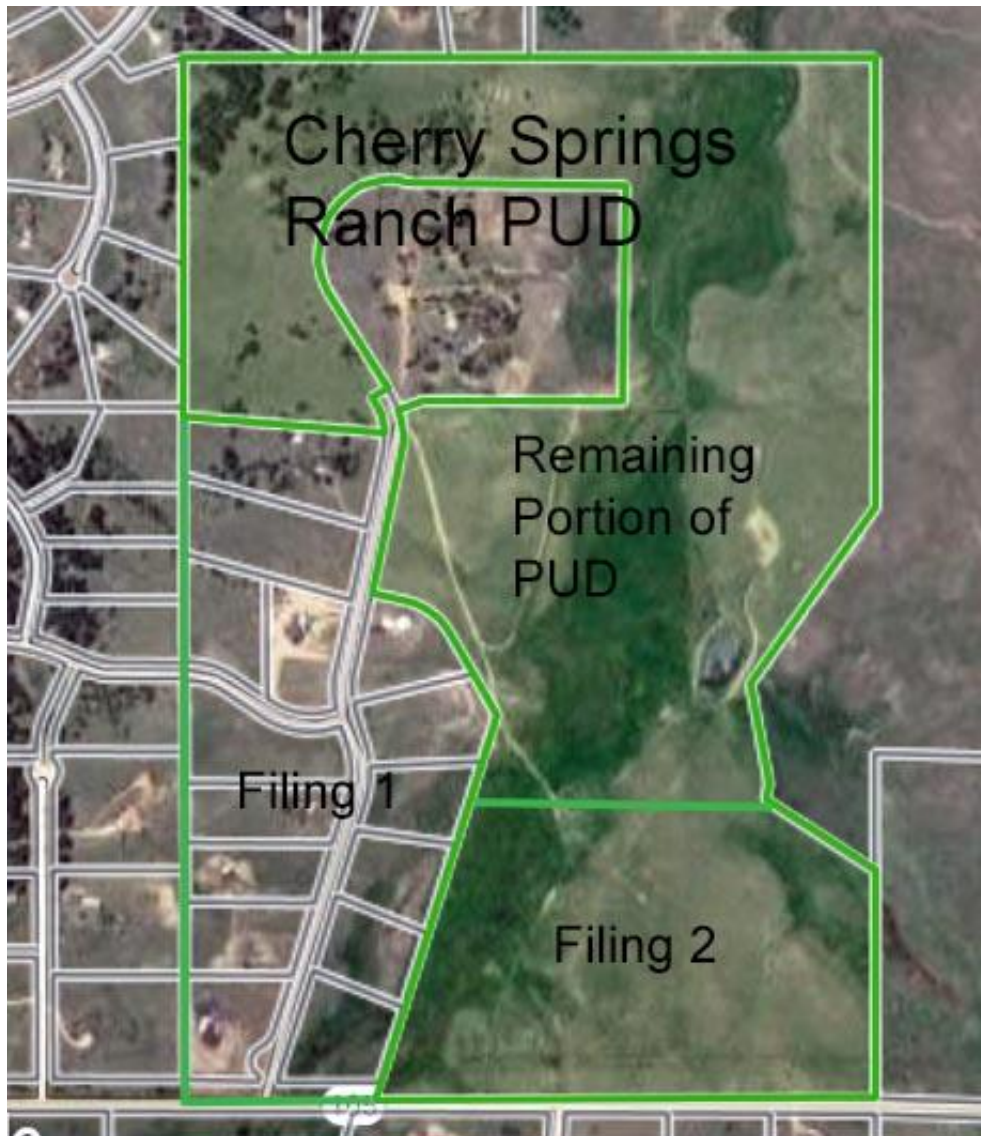 Cherry Springs
Ranch PUD
Remaining
Portion of
PUD
Filing 1
Filing 2